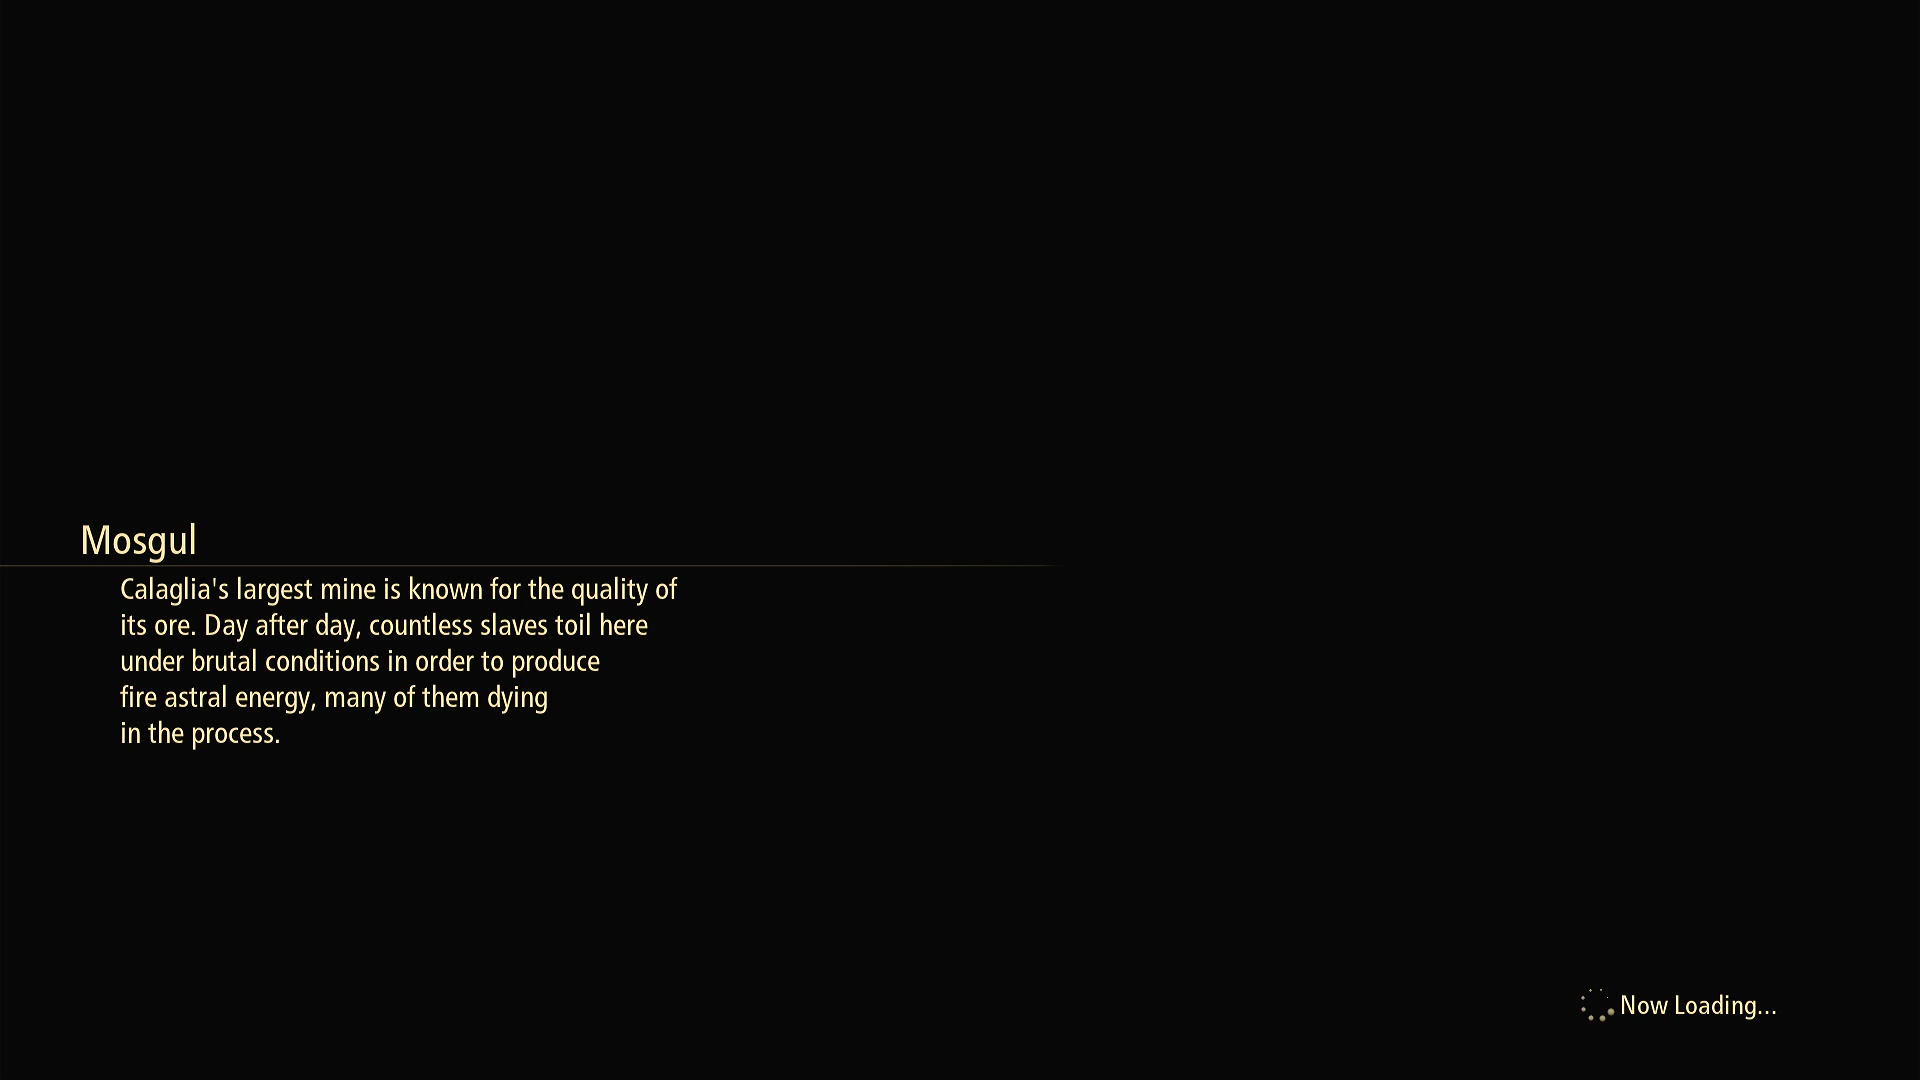 Mosgul
Calaglia's largest mine is known for the quality of
its ore. Day after day, countless slaves toil here
under brutal conditions in order to produce
fire astral energy, many of them dying
in the process.
Now Loading...